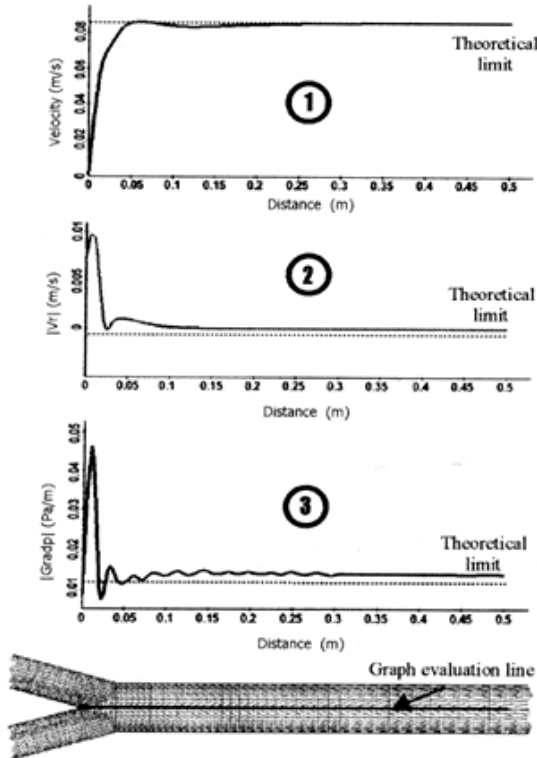 0.08
0.06
0.04
0.02
0
Velocity (m/s)
Theoretical
limit
1
0 0.05 0.1 0.15 0.2 0.25 0.3 0.35 0.4 0.45 0.5
Distance (m)
0.01
0.005
0
|Vr| (m/s)
2
Theoretical
limit
0 0.05 0.1 0.15 0.2 0.25 0.3 0.35 0.4 0.45 0.5
Distance (m)
0.05
0.04
0.03
0.02
0.01
|Gradp| (Pa/m)
3
Theoretical
limit
0 0.05 0.1 0.15 0.2 0.25 0.3 0.35 0.4 0.45 0.5
Distance (m)
Graph evaluation line